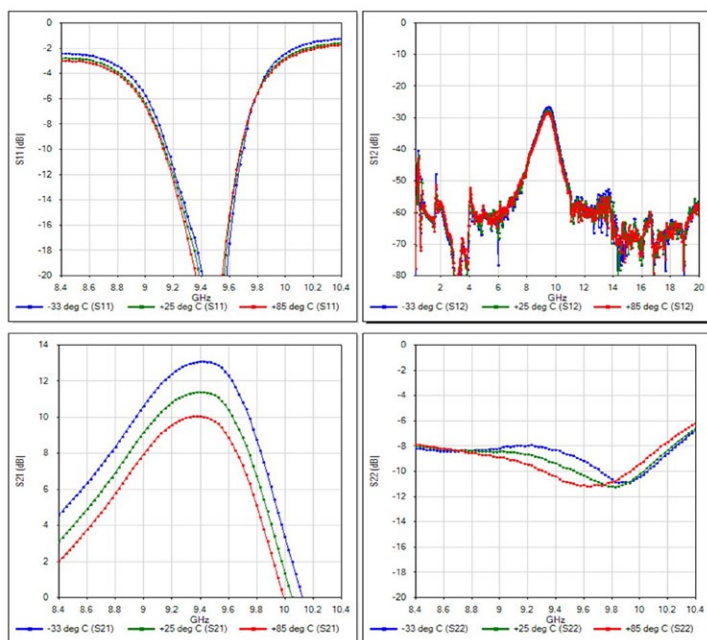 0
-2
-4
-6
-8
-10
-12
-14
-16
-18
-20
S11 [dB]
8.4 8.6 8.8 9 9.2 9.4 9.6 9.8 10 10.2 10.4
GHz
-33 deg C (S11) +25 deg C (S11) +85 deg C (S11)
0
-10
-20
-30
-40
-50
-60
-70
-80
S12 [dB]
2 4 6 8 10 12 14 16 18 20
GHz
-33 deg C (S12) +25 deg C (S12) +85 deg C (S12)
14
12
10
8
6
4
2
0
S21 [dB]
8.4 8.6 8.8 9 9.2 9.4 9.6 9.8 10 10.2 10.4
GHz
-33 deg C (S21) +25 deg C (S21) +85 deg C (S21)
0
-2
-4
-6
-8
-10
-12
-14
-16
-18
-20
S22 [dB]
8.4 8.6 8.8 9 9.2 9.4 9.6 9.8 10 10.2 10.4
GHz
-33 deg C (S22) +25 deg C (S22) +85 deg C (S22)